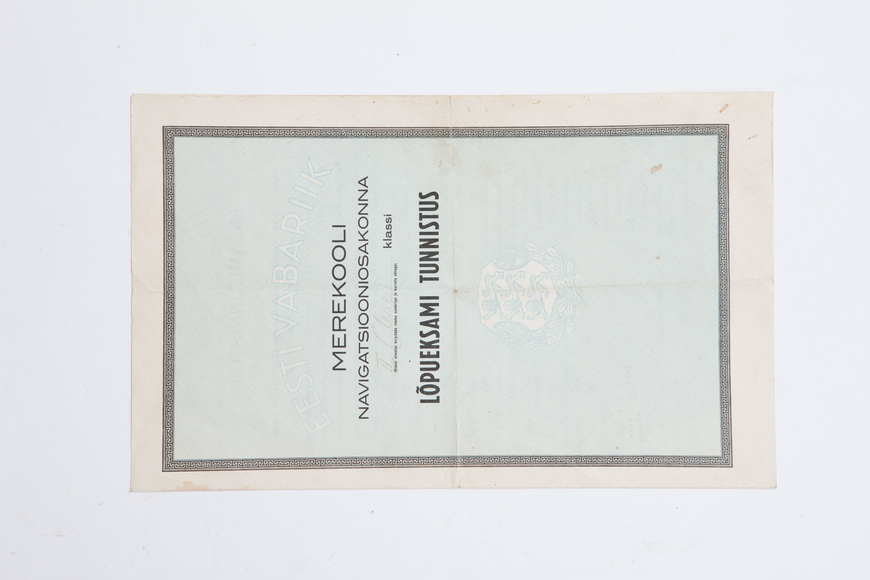 EESTI VABARIIK
MEREKOOLI
NAVIGATSIOONIOSAKONNA
klassi
LÕPUEKSAMI TUNNISTUS